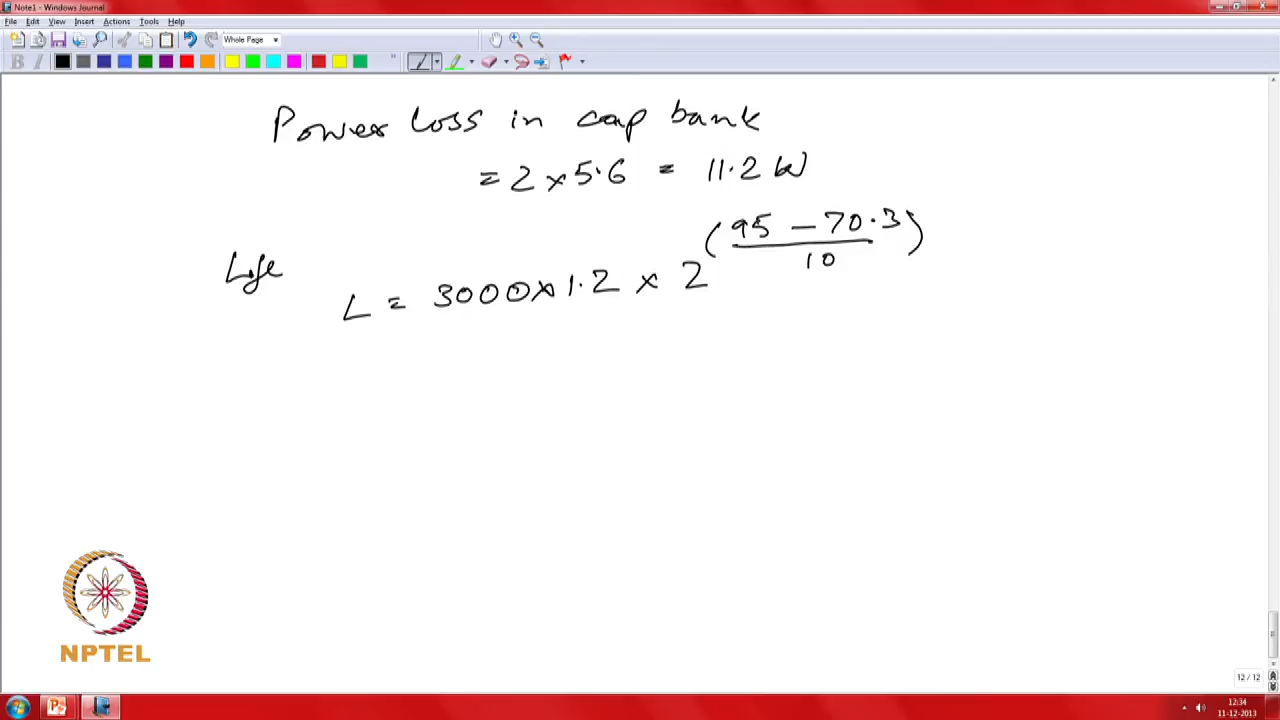 Note1 - Windows Journal
File Edit View Insert Actions Tools Help
Whole Page
B I
Power Loss in cap bank
= 2 x 5.6 = 11.2 W
Life
L = 3000 x 1.2 x 2^((95 - 70.3)/10)
NPTEL
12 / 12
12:34
11-12-2013